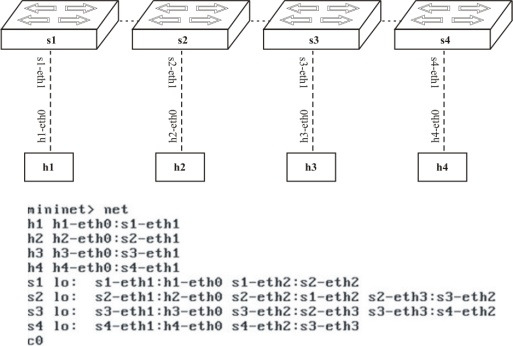 s1 s2 s3 s4
s1-eth1 s2-eth1 s3-eth1 s4-eth1
h1-eth0 h2-eth0 h3-eth0 h4-eth0
h1 h2 h3 h4
mininet> net
h1 h1-eth0:s1-eth1
h2 h2-eth0:s2-eth1
h3 h3-eth0:s3-eth1
h4 h4-eth0:s4-eth1
s1 lo:  s1-eth1:h1-eth0 s1-eth2:s2-eth2
s2 lo:  s2-eth1:h2-eth0 s2-eth2:s1-eth2 s2-eth3:s3-eth2
s3 lo:  s3-eth1:h3-eth0 s3-eth2:s2-eth3 s3-eth3:s4-eth2
s4 lo:  s4-eth1:h4-eth0 s4-eth2:s3-eth3
c0